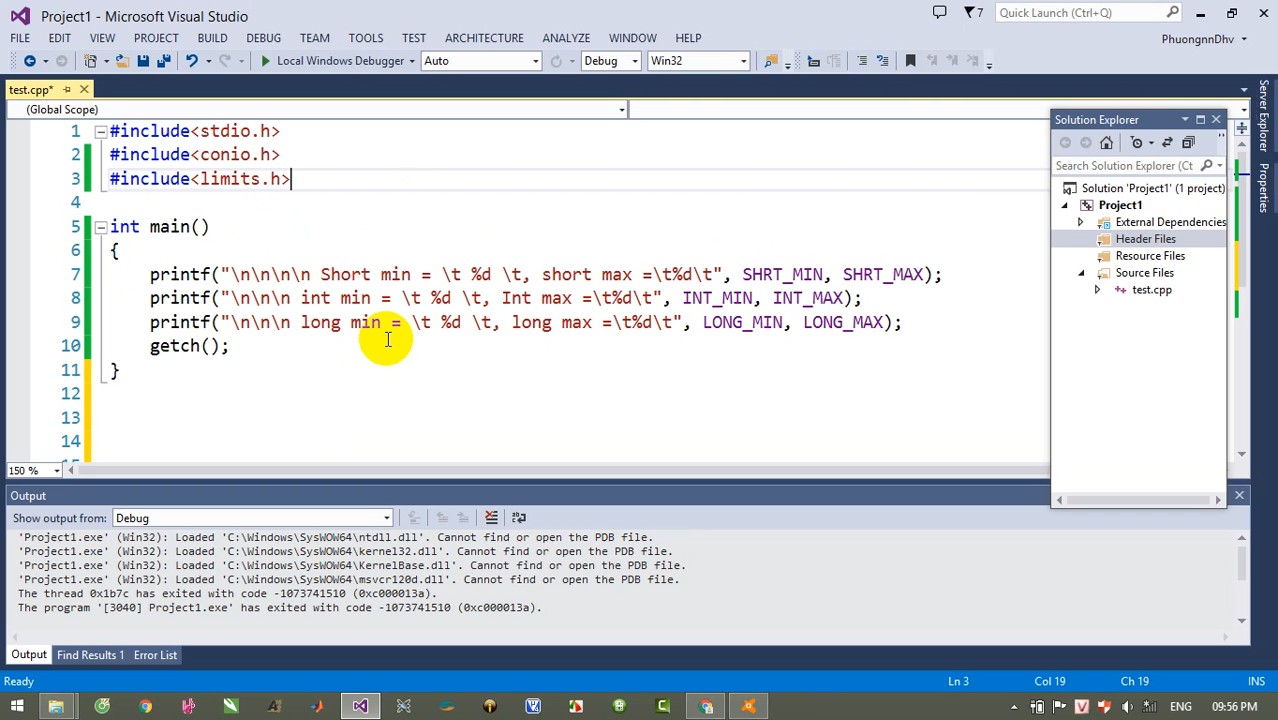 Project1 - Microsoft Visual Studio
7
Quick Launch (Ctrl+Q)
FILE EDIT VIEW PROJECT BUILD DEBUG TEAM TOOLS TEST ARCHITECTURE ANALYZE WINDOW HELP
PhuongnnDhv
Local Windows Debugger Auto Debug Win32
test.cpp*
(Global Scope)
1 #include<stdio.h>
2 #include<conio.h>
3 #include<limits.h>
4
5 int main()
6 {
7 printf("\n\n\n\n Short min = \t %d \t, short max =\t%d\t", SHRT_MIN, SHRT_MAX);
8 printf("\n\n\n int min = \t %d \t, Int max =\t%d\t", INT_MIN, INT_MAX);
9 printf("\n\n\n long min = \t %d \t, long max =\t%d\t", LONG_MIN, LONG_MAX);
10 getch();
11 }
12
13
14
150 %
Solution Explorer
Search Solution Explorer (Ct
Solution 'Project1' (1 project)
Project1
External Dependencies
Header Files
Resource Files
Source Files
test.cpp
Server Explorer
Properties
Output
Show output from: Debug
'Project1.exe' (Win32): Loaded 'C:\Windows\SysWOW64\ntdll.dll'. Cannot find or open the PDB file.
'Project1.exe' (Win32): Loaded 'C:\Windows\SysWOW64\kernel32.dll'. Cannot find or open the PDB file.
'Project1.exe' (Win32): Loaded 'C:\Windows\SysWOW64\KernelBase.dll'. Cannot find or open the PDB file.
'Project1.exe' (Win32): Loaded 'C:\Windows\SysWOW64\msvcr120d.dll'. Cannot find or open the PDB file.
The thread 0x1b7c has exited with code -1073741510 (0xc000013a).
The program '[3040] Project1.exe' has exited with code -1073741510 (0xc000013a).
Output Find Results 1 Error List
Ready Ln 3 Col 19 Ch 19 INS
ENG 09:56 PM